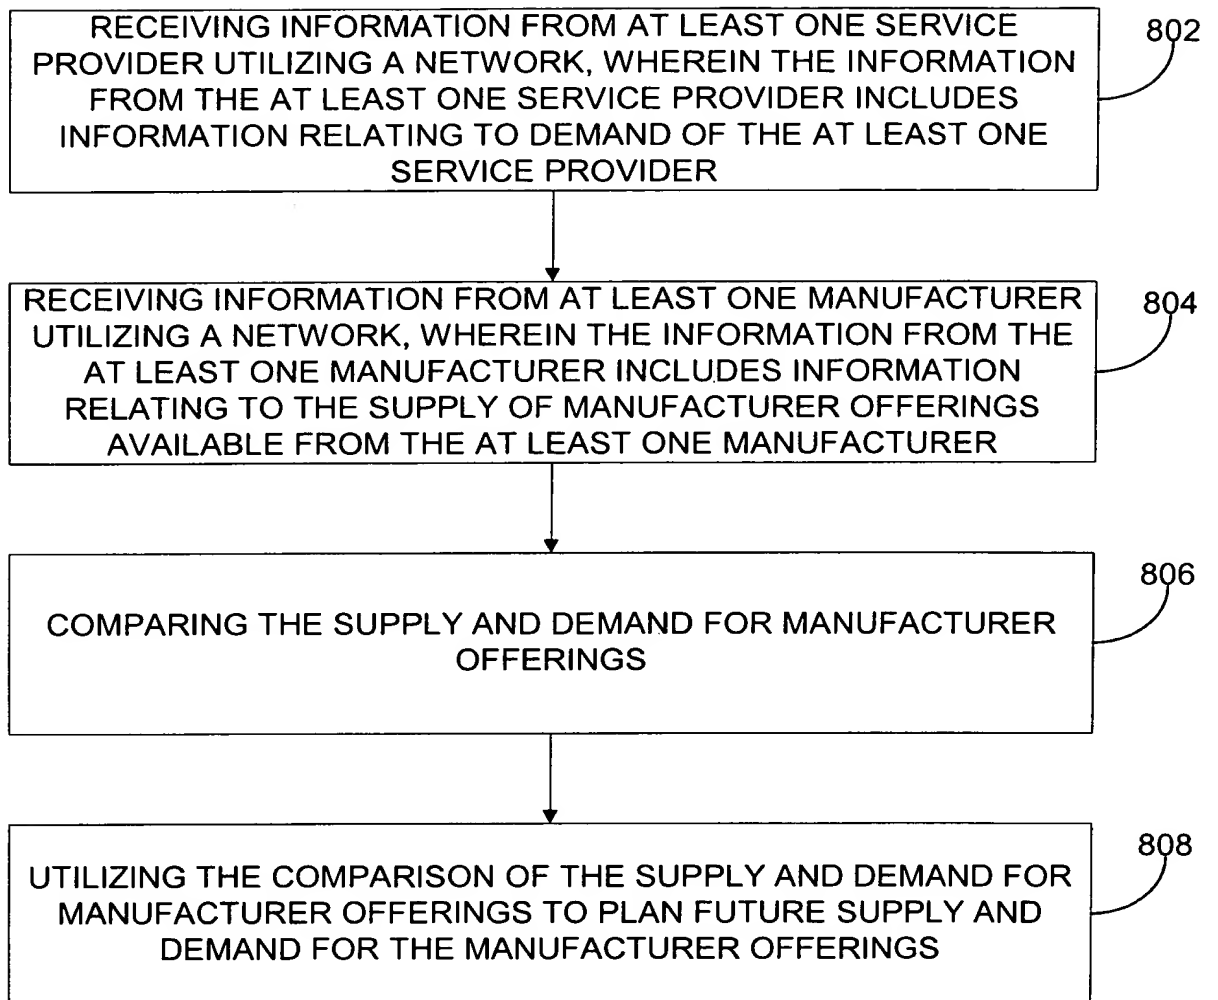 RECEIVING INFORMATION FROM AT LEAST ONE SERVICE
PROVIDER UTILIZING A NETWORK, WHEREIN THE INFORMATION
FROM THE AT LEAST ONE SERVICE PROVIDER INCLUDES
INFORMATION RELATING TO DEMAND OF THE AT LEAST ONE
SERVICE PROVIDER
802
RECEIVING INFORMATION FROM AT LEAST ONE MANUFACTURER
UTILIZING A NETWORK, WHEREIN THE INFORMATION FROM THE
AT LEAST ONE MANUFACTURER INCLUDES INFORMATION
RELATING TO THE SUPPLY OF MANUFACTURER OFFERINGS
AVAILABLE FROM THE AT LEAST ONE MANUFACTURER
804
COMPARING THE SUPPLY AND DEMAND FOR MANUFACTURER
OFFERINGS
806
UTILIZING THE COMPARISON OF THE SUPPLY AND DEMAND FOR
MANUFACTURER OFFERINGS TO PLAN FUTURE SUPPLY AND
DEMAND FOR THE MANUFACTURER OFFERINGS
808